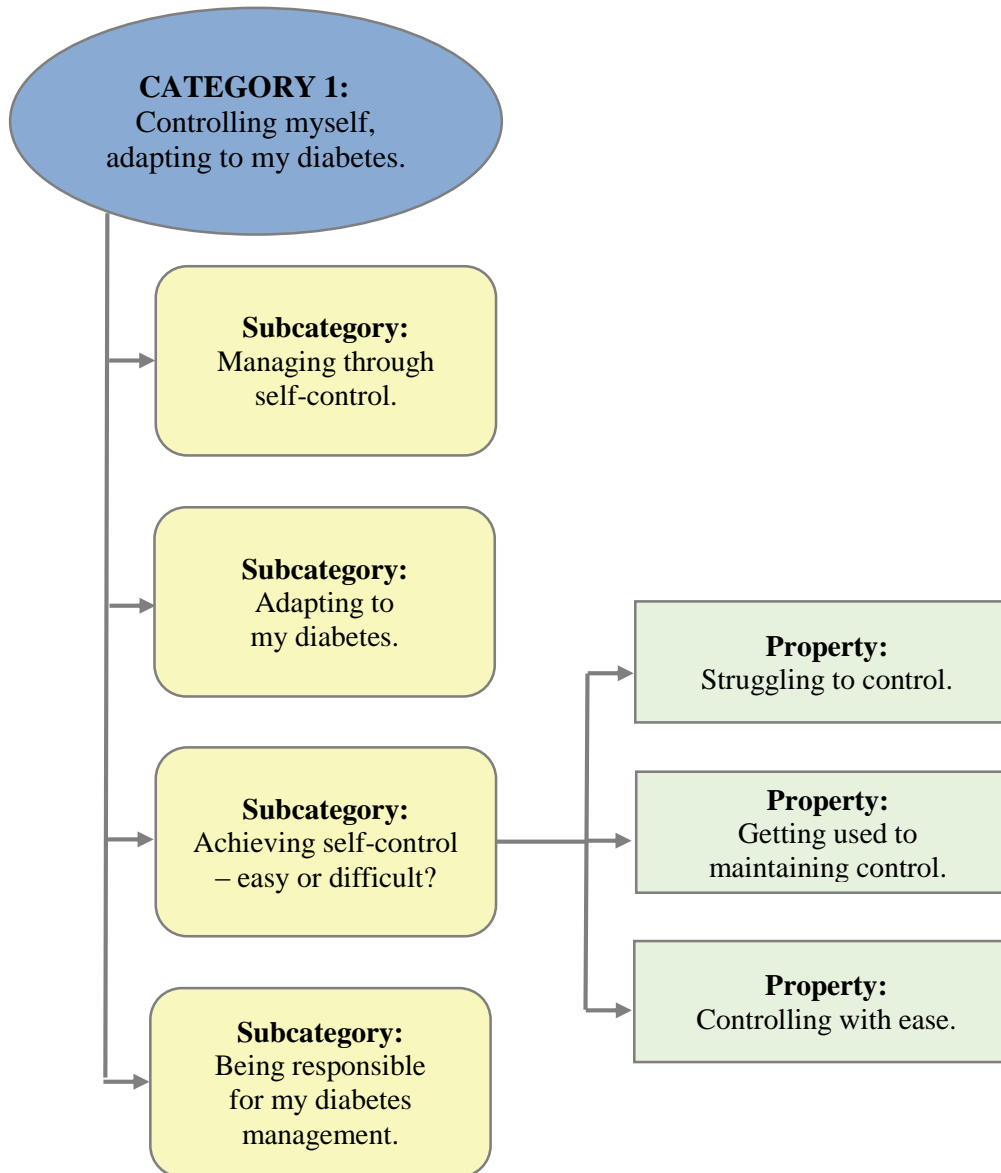 CATEGORY 1:
Controlling myself,
adapting to my diabetes.
Subcategory:
Managing through
self-control.
Subcategory:
Adapting to
my diabetes.
Subcategory:
Achieving self-control
– easy or difficult?
Subcategory:
Being responsible
for my diabetes
management.
Property:
Struggling to control.
Property:
Getting used to
maintaining control.
Property:
Controlling with ease.